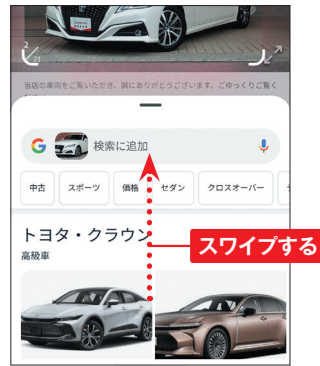 2
21
当店の車両をご覧いただき、誠にありがとうございます。ごゆっくりご覧く
検索に追加
中古 スポーツ 価格 セダン クロスオーバー
トヨタ・クラウン
高級車
スワイプする